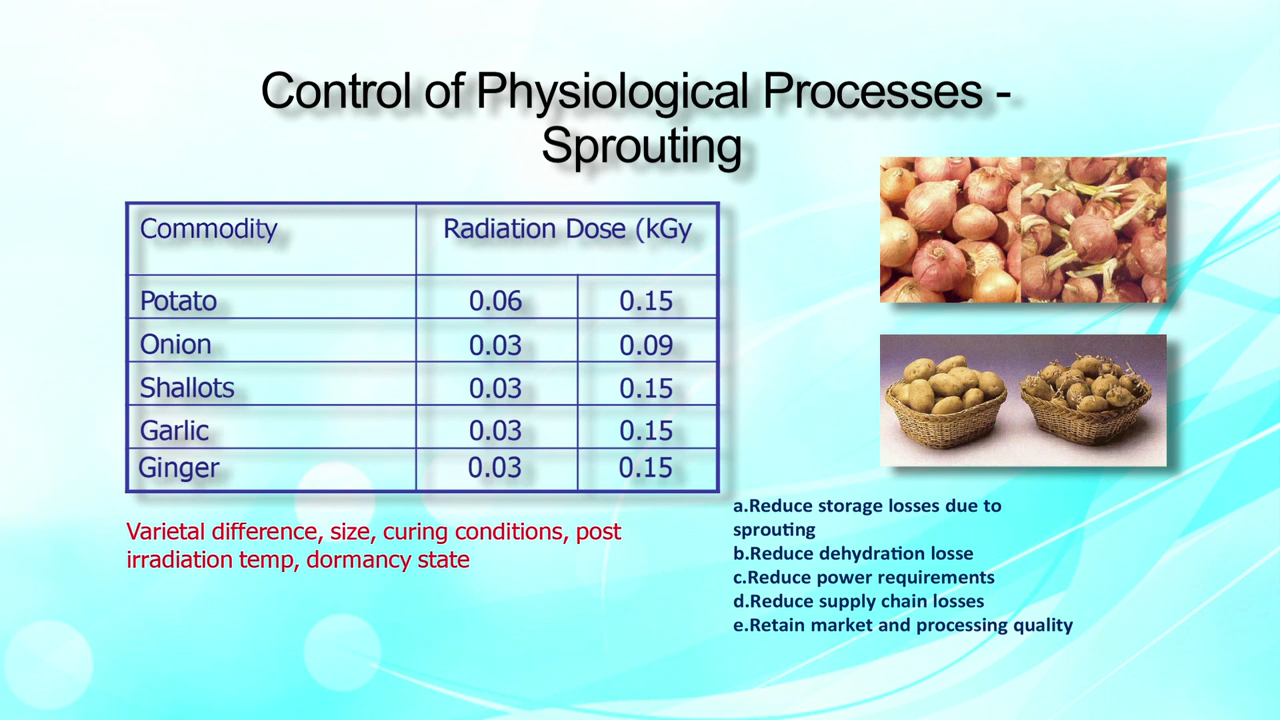 Control of Physiological Processes -
Sprouting
Commodity Radiation Dose (kGy
Potato 0.06 0.15
Onion 0.03 0.09
Shallots 0.03 0.15
Garlic 0.03 0.15
Ginger 0.03 0.15
Varietal difference, size, curing conditions, post
irradiation temp, dormancy state
a.Reduce storage losses due to
sprouting
b.Reduce dehydration losse
c.Reduce power requirements
d.Reduce supply chain losses
e.Retain market and processing quality